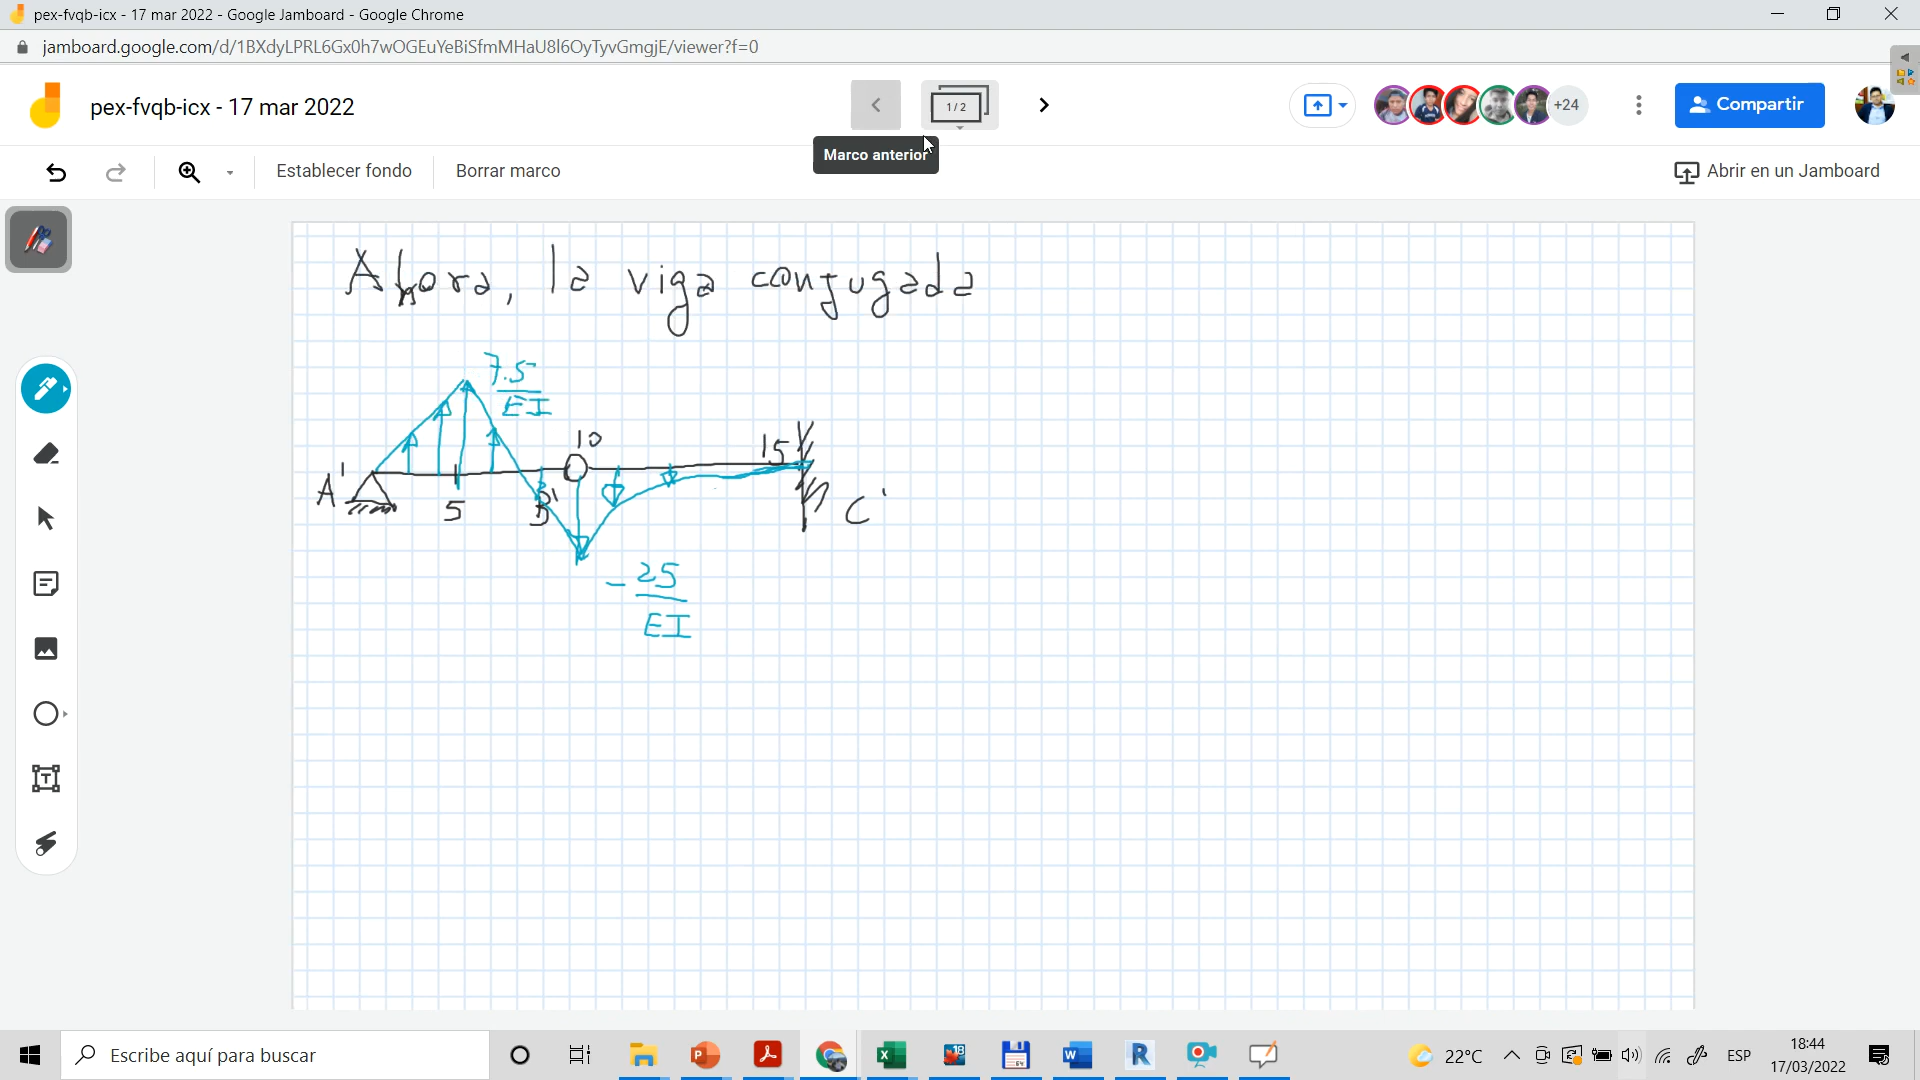 pex-fvqb-icx - 17 mar 2022 - Google Jamboard - Google Chrome
jamboard.google.com/d/1BXdyLPRL6Gx0h7wOGEuYeBiSfmMHaU8l6OyTyvGmgjE/viewer?f=0
pex-fvqb-icx - 17 mar 2022
1 / 2
+24
Compartir
Marco anterior
Establecer fondo
Borrar marco
Abrir en un Jamboard
Ahora, la viga conjugada
7.5
EI
10
15
A'
5
B'
C'
-25
EI
Escribe aquí para buscar
18
64
22°C
ESP
18:44
17/03/2022